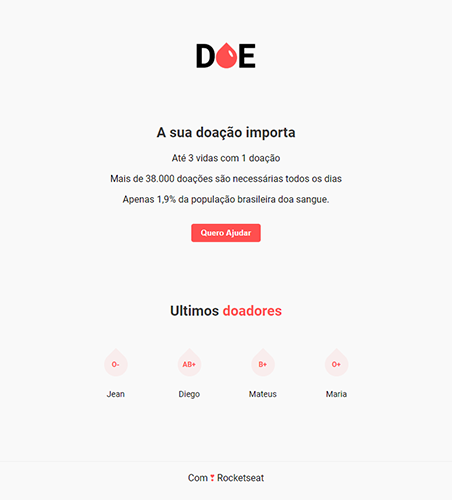 DOE
A sua doação importa
Até 3 vidas com 1 doação
Mais de 38.000 doações são necessárias todos os dias
Apenas 1,9% da população brasileira doa sangue.
Quero Ajudar
Ultimos doadores
O- AB+ B+ O+
Jean Diego Mateus Maria
Com ❣ Rocketseat